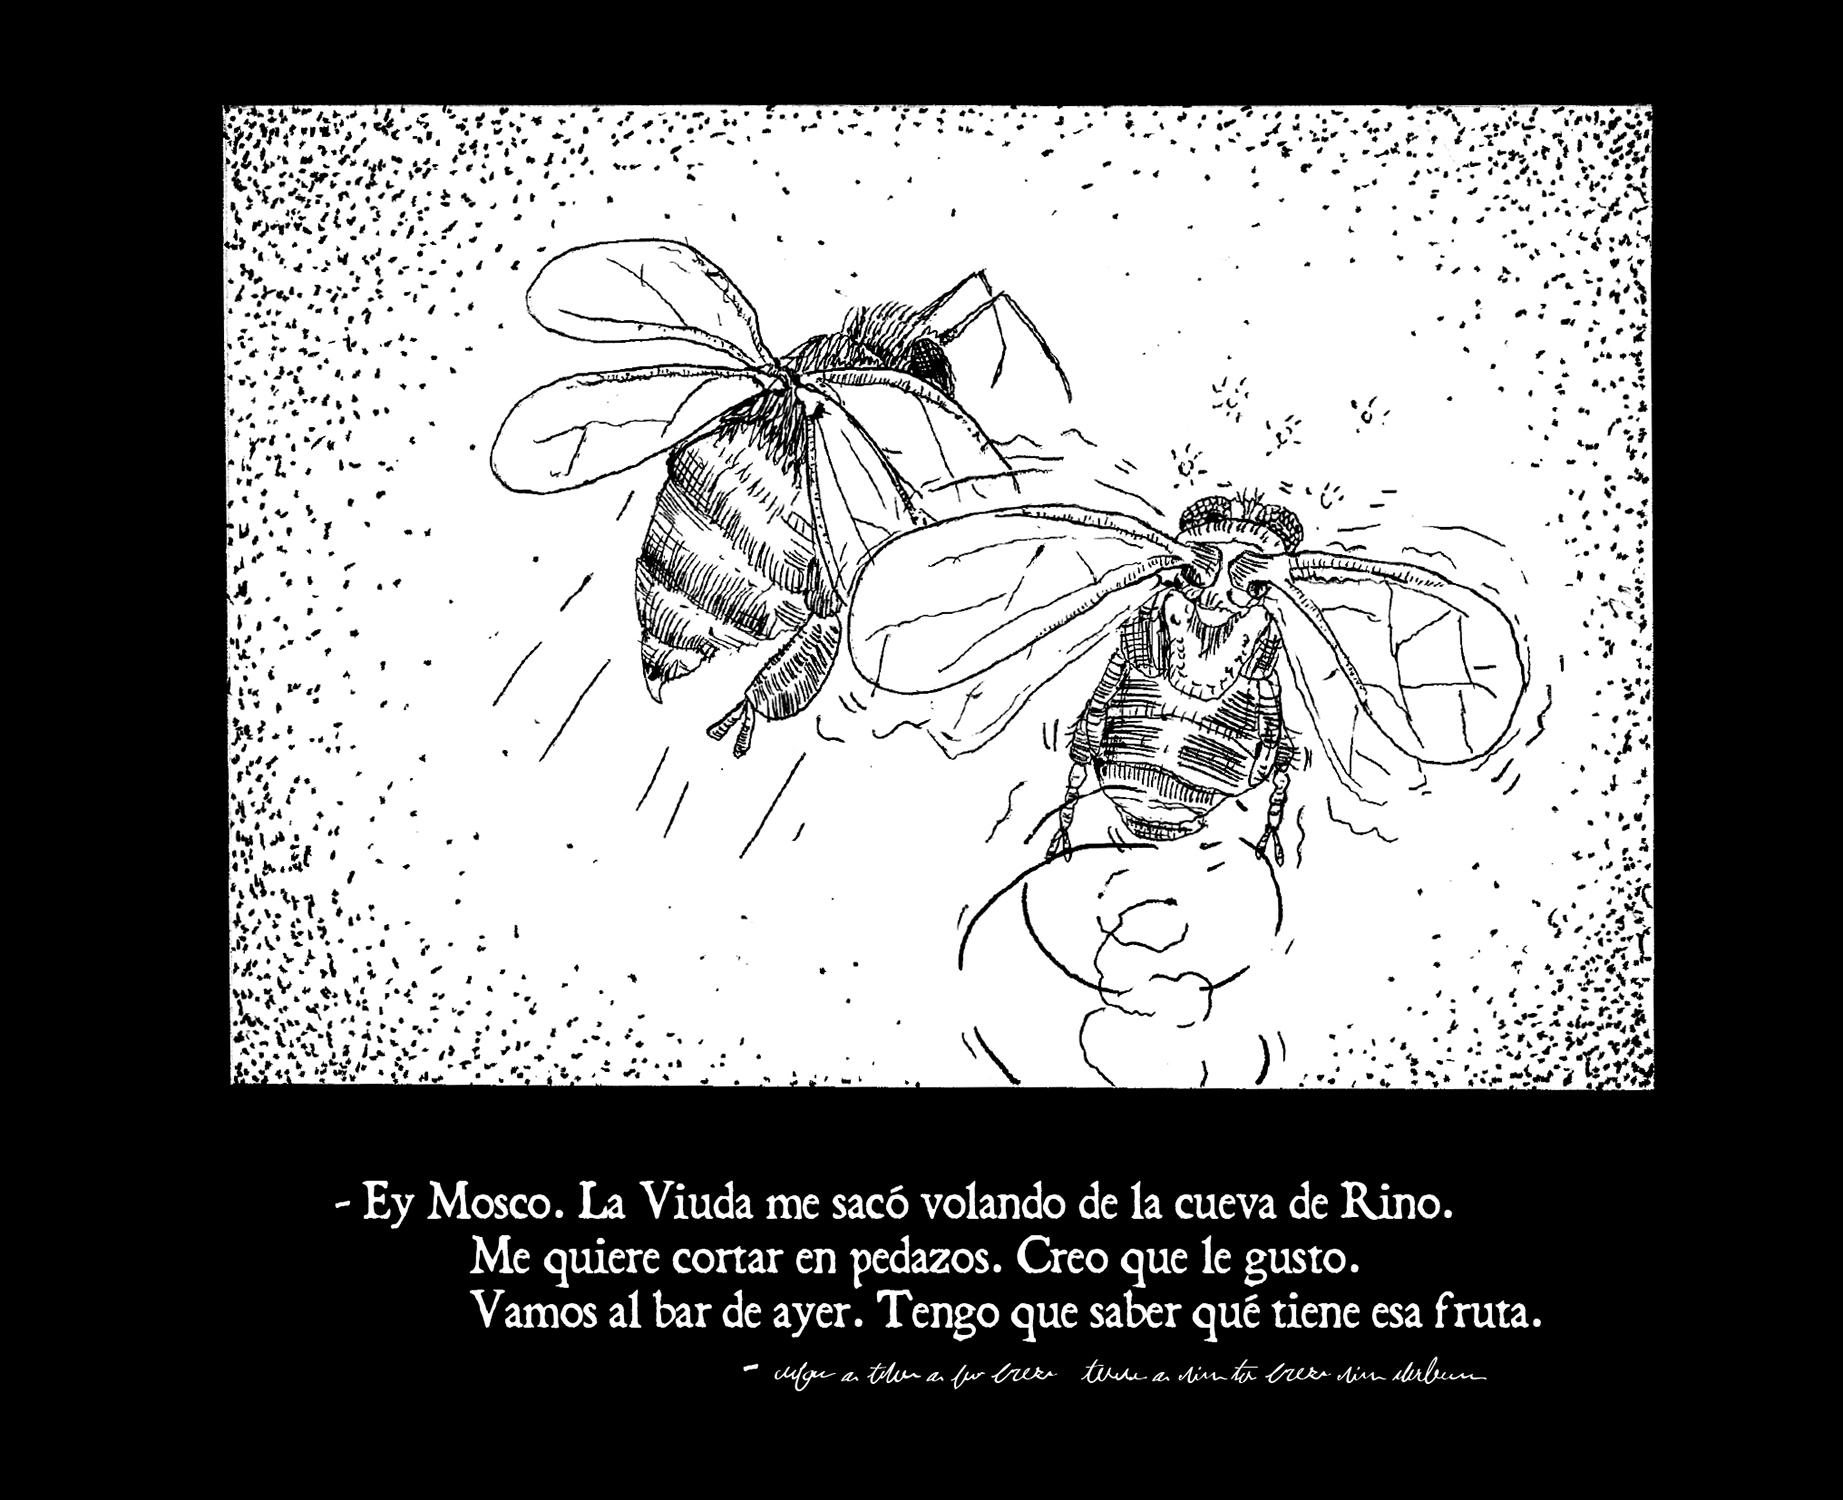 - Ey Mosco. La Viuda me sacó volando de la cueva de Rino.
Me quiere cortar en pedazos. Creo que le gusto.
Vamos al bar de ayer. Tengo que saber qué tiene esa fruta.
-